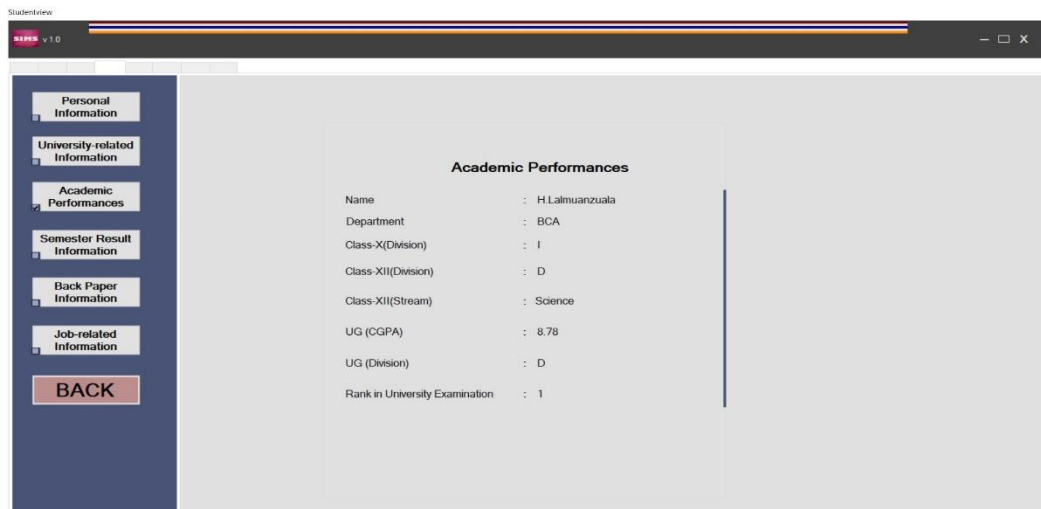 Studentview
SIMS v 1.0
Personal
Information
University-related
Information
Academic
Performances
Semester Result
Information
Back Paper
Information
Job-related
Information
BACK
Academic Performances
Name : H.Lalmuanzuala
Department : BCA
Class-X(Division) : I
Class-XII(Division) : D
Class-XII(Stream) : Science
UG (CGPA) : 8.78
UG (Division) : D
Rank in University Examination : 1